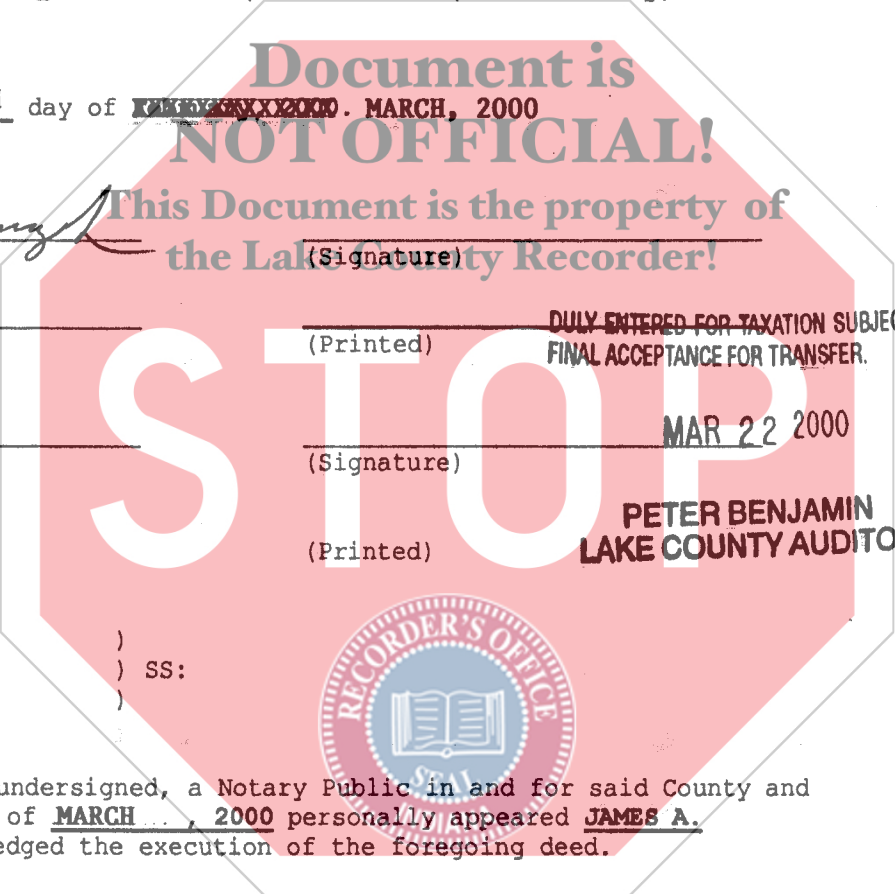 Document is
day of XXXXXXXXXXX2000. MARCH, 2000
NOT OFFICIAL!
This Document is the property of
the Lake County Recorder!
(Signature)
DULY ENTERED FOR TAXATION SUBJEC
(Printed)
FINAL ACCEPTANCE FOR TRANSFER.
STOP
MAR 22 2000
(Signature)
PETER BENJAMIN
LAKE COUNTY AUDITO
(Printed)
)
) SS:
)
RECORDER'S OFFICE
SEAL
undersigned, a Notary Public in and for said County and
of MARCH , 2000 personally appeared JAMES A.
edged the execution of the foregoing deed.